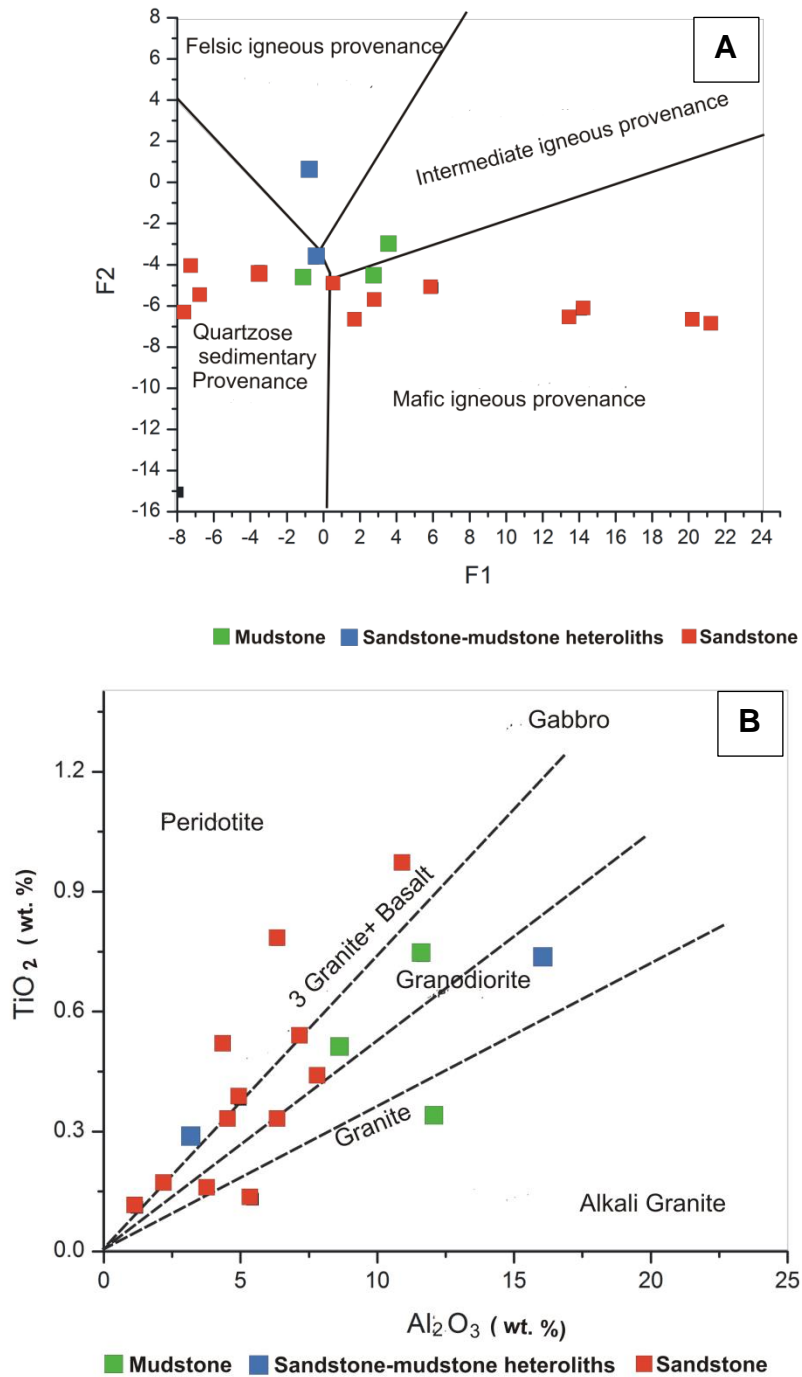 A
Felsic igneous provenance
Intermediate igneous provenance
Quartzose
sedimentary
Provenance
Mafic igneous provenance
F2
8
6
4
2
0
-2
-4
-6
-8
-10
-12
-14
-16
-8 -6 -4 -2 0 2 4 6 8 10 12 14 16 18 20 22 24
F1
Mudstone Sandstone-mudstone heteroliths Sandstone
B
Gabbro
Peridotite
3 Granite+ Basalt
Granodiorite
Granite
Alkali Granite
TiO2 ( wt. %)
1.2
0.9
0.6
0.3
0.0
0 5 10 15 20 25
Al2O3 ( wt. %)
Mudstone Sandstone-mudstone heteroliths Sandstone